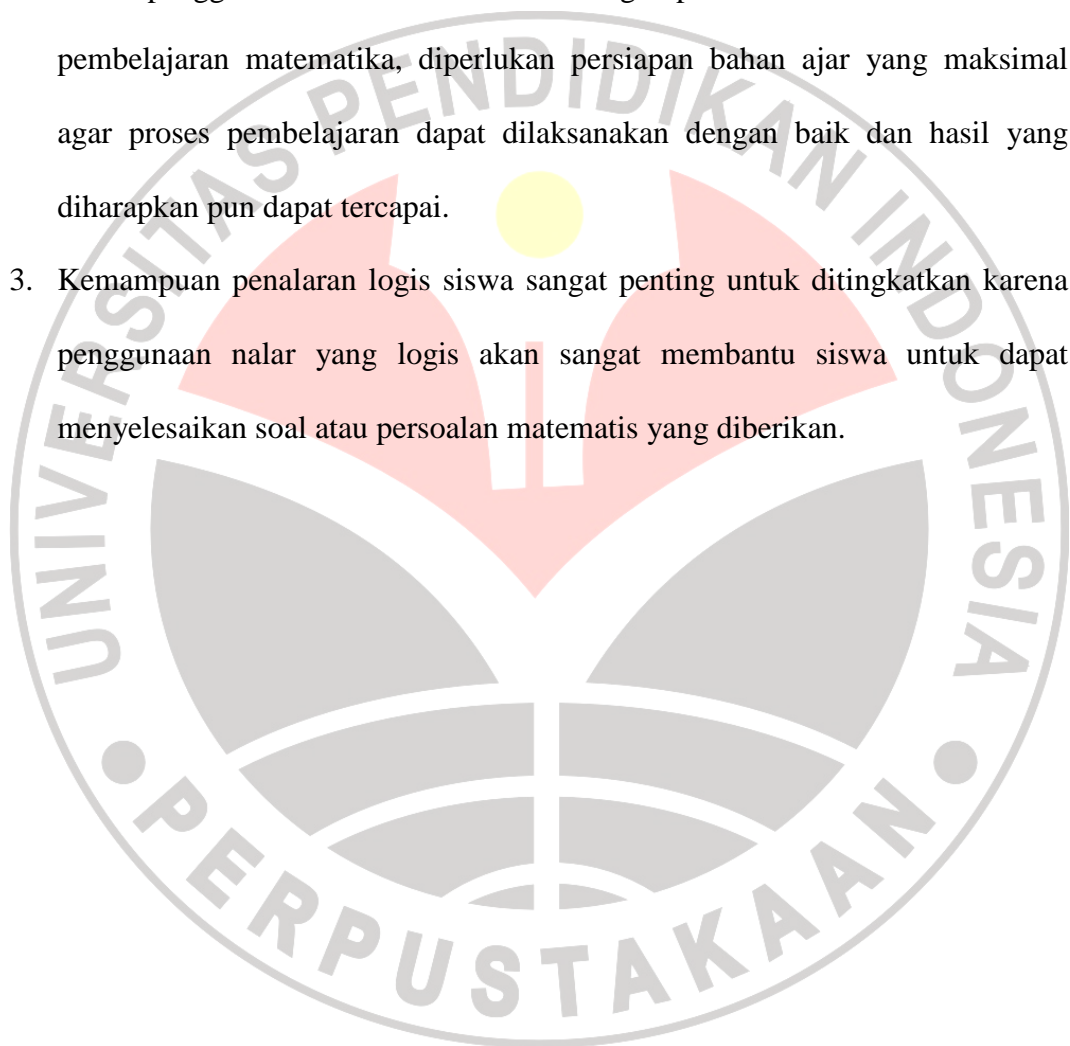 pembelajaran matematika, diperlukan persiapan bahan ajar yang maksimal
agar proses pembelajaran dapat dilaksanakan dengan baik dan hasil yang
diharapkan pun dapat tercapai.
3. Kemampuan penalaran logis siswa sangat penting untuk ditingkatkan karena
penggunaan nalar yang logis akan sangat membantu siswa untuk dapat
menyelesaikan soal atau persoalan matematis yang diberikan.
UNIVERSITAS PENDIDIKAN INDONESIA
PERPUSTAKAAN